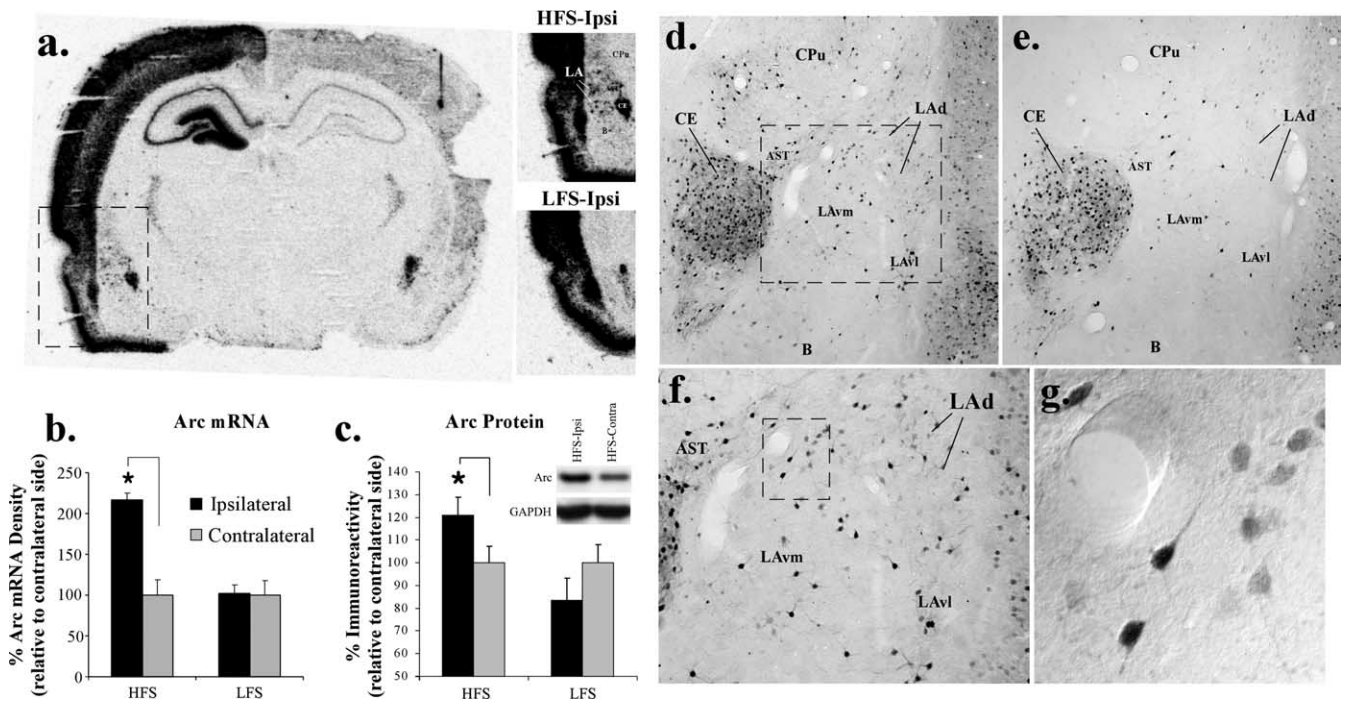 a.
HFS-Ipsi
CPu
LA
CE
B
LFS-Ipsi
b.
Arc mRNA
% Arc mRNA Density
(relative to contralateral side)
250
200
150
100
50
0
*
Ipsilateral
Contralateral
HFS
LFS
c.
Arc Protein
% Immunoreactivity
(relative to contralateral side)
140
130
120
110
100
90
80
70
60
50
*
HFS-Ipsi
HFS-Contra
Arc
GAPDH
HFS
LFS
d.
CPu
CE
LAd
AST
LAvm
LAvl
B
e.
CPu
CE
LAd
AST
LAvm
LAvl
B
f.
LAd
AST
LAvm
LAvl
g.